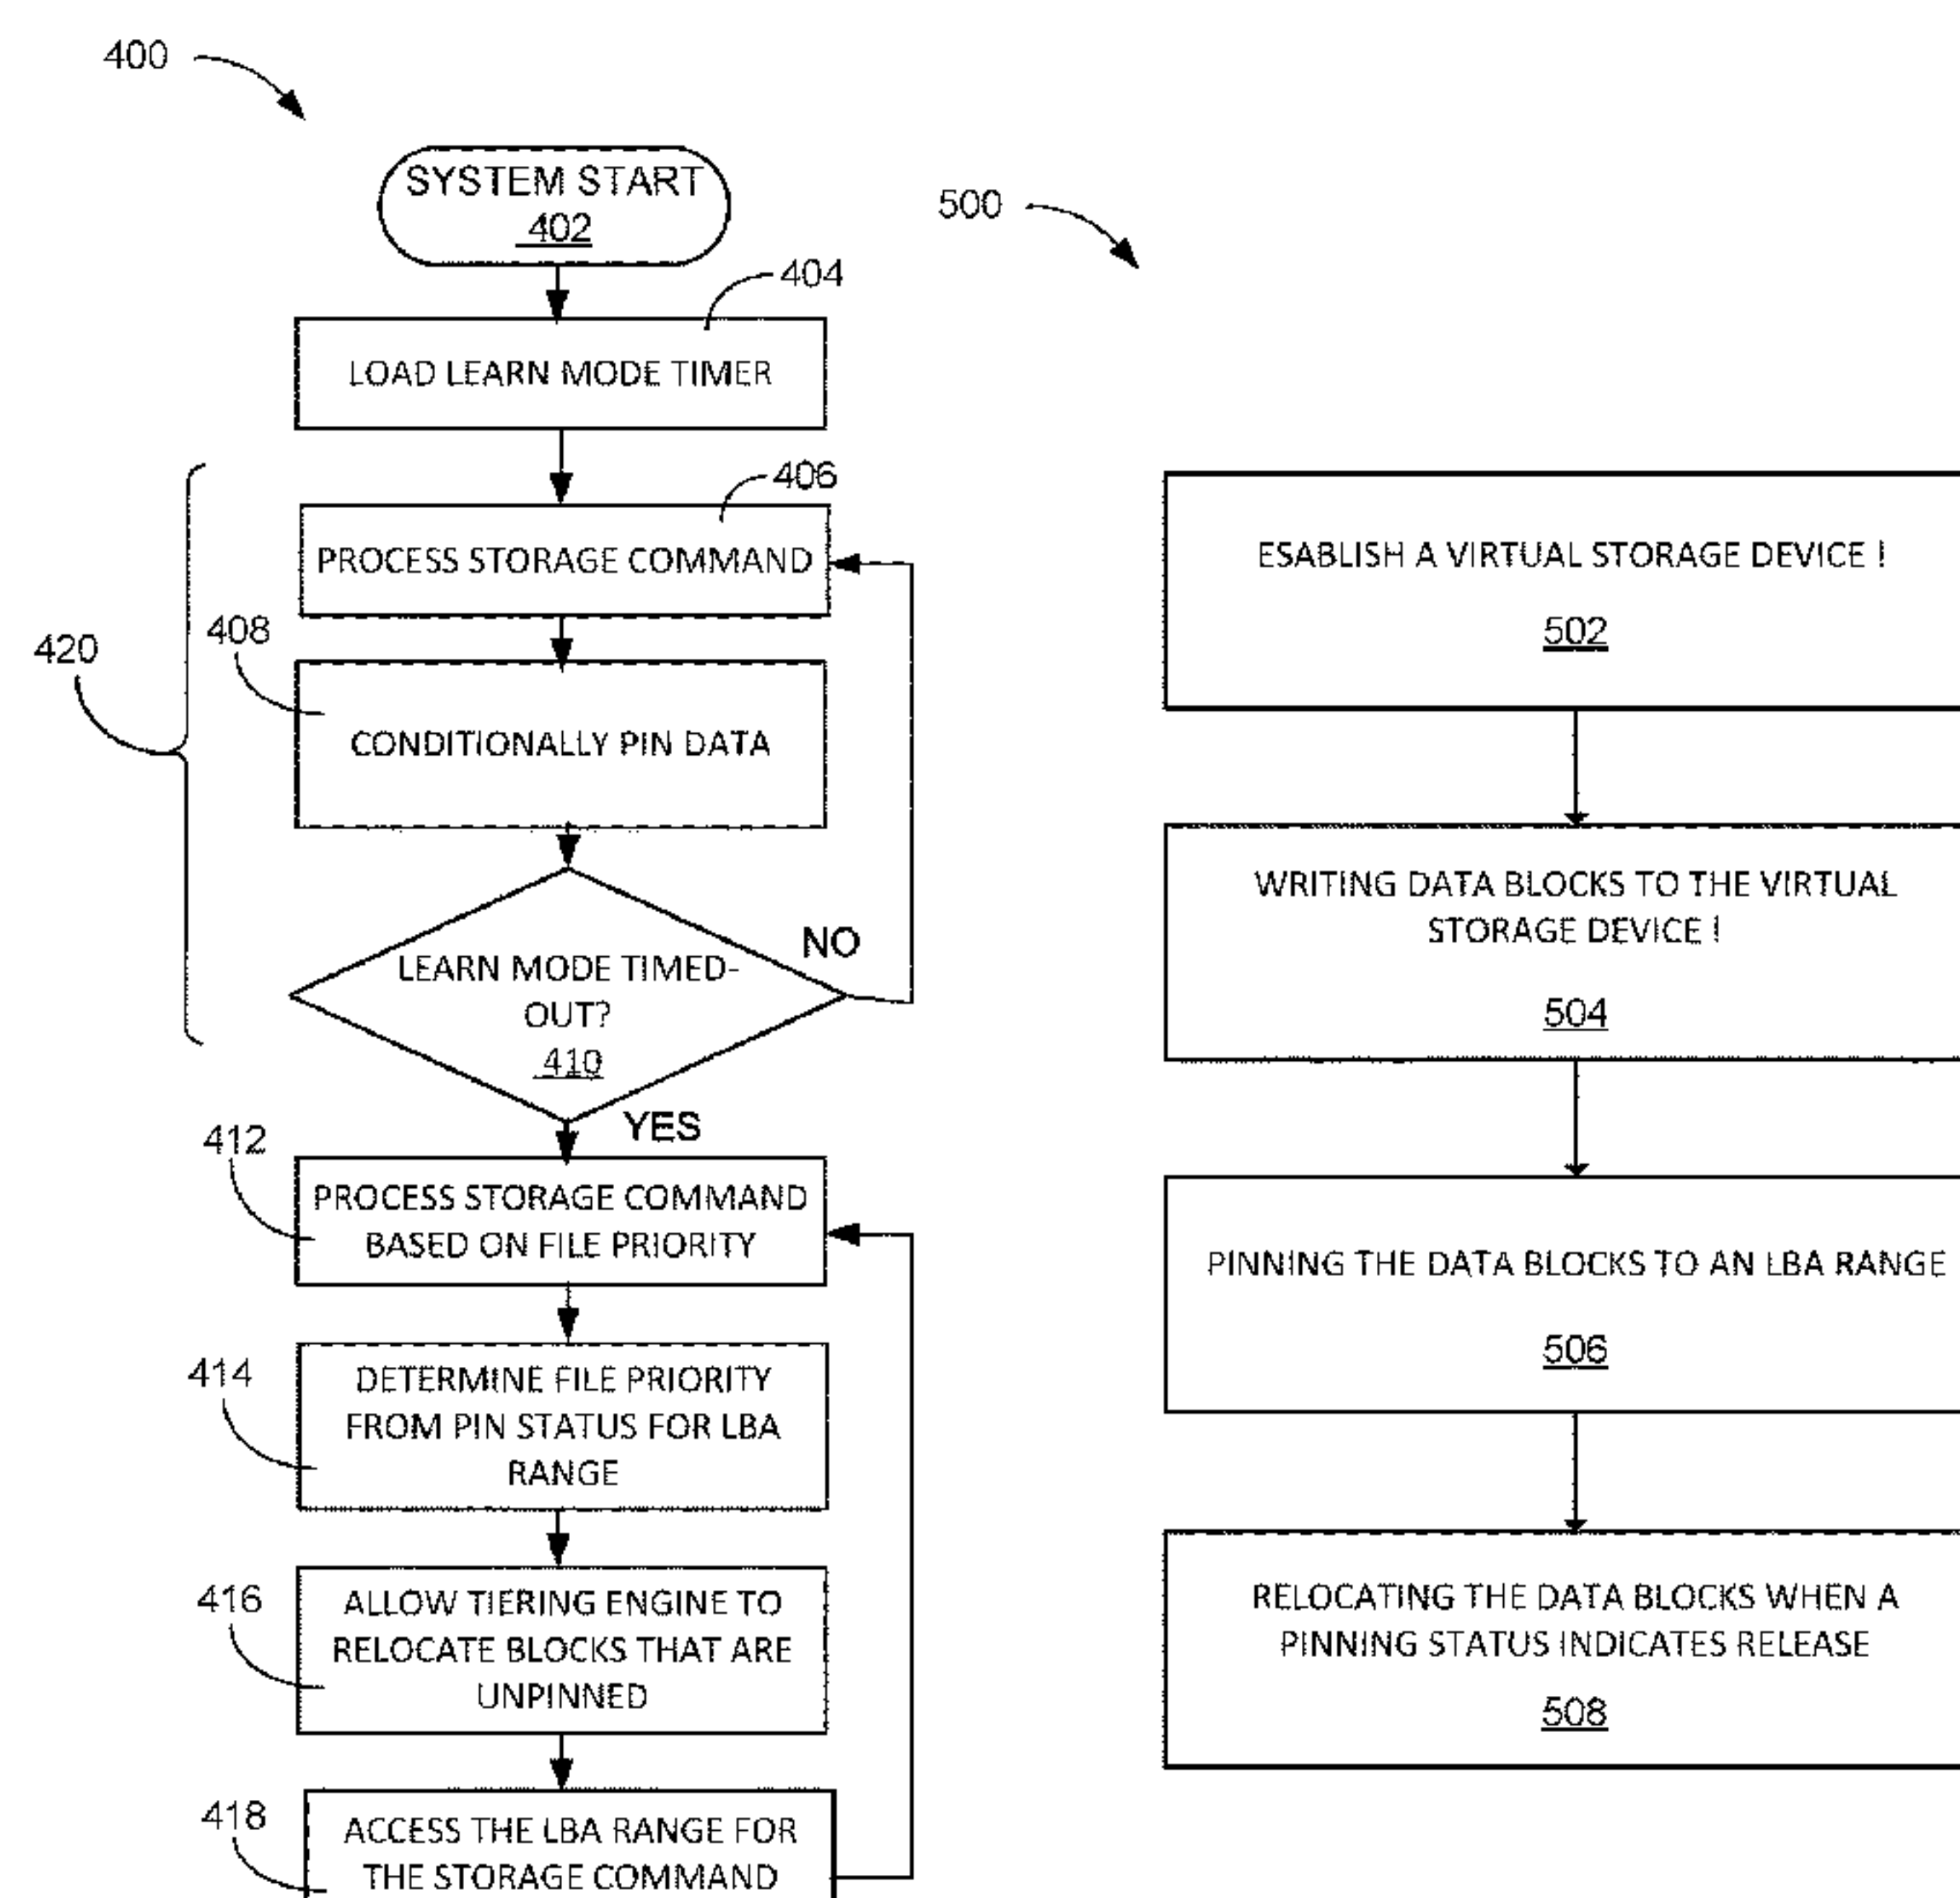 400
SYSTEM START
402
404
LOAD LEARN MODE TIMER
406
PROCESS STORAGE COMMAND
420
408
CONDITIONALLY PIN DATA
LEARN MODE TIMED-
OUT?
410
NO
YES
412
PROCESS STORAGE COMMAND
BASED ON FILE PRIORITY
414
DETERMINE FILE PRIORITY
FROM PIN STATUS FOR LBA
RANGE
416
ALLOW TIERING ENGINE TO
RELOCATE BLOCKS THAT ARE
UNPINNED
418
ACCESS THE LBA RANGE FOR
THE STORAGE COMMAND
500
ESABLISH A VIRTUAL STORAGE DEVICE !
502
WRITING DATA BLOCKS TO THE VIRTUAL
STORAGE DEVICE !
504
PINNING THE DATA BLOCKS TO AN LBA RANGE
506
RELOCATING THE DATA BLOCKS WHEN A
PINNING STATUS INDICATES RELEASE
508